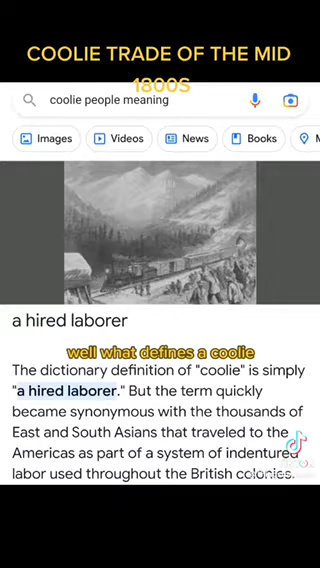 COOLIE TRADE OF THE MID
1800S
coolie people meaning
Images
Videos
News
Books
M
a hired laborer
well what defines a coolie
The dictionary definition of "coolie" is simply
"a hired laborer." But the term quickly
became synonymous with the thousands of
East and South Asians that traveled to the
Americas as part of a system of indentured
labor used throughout the British colonies.